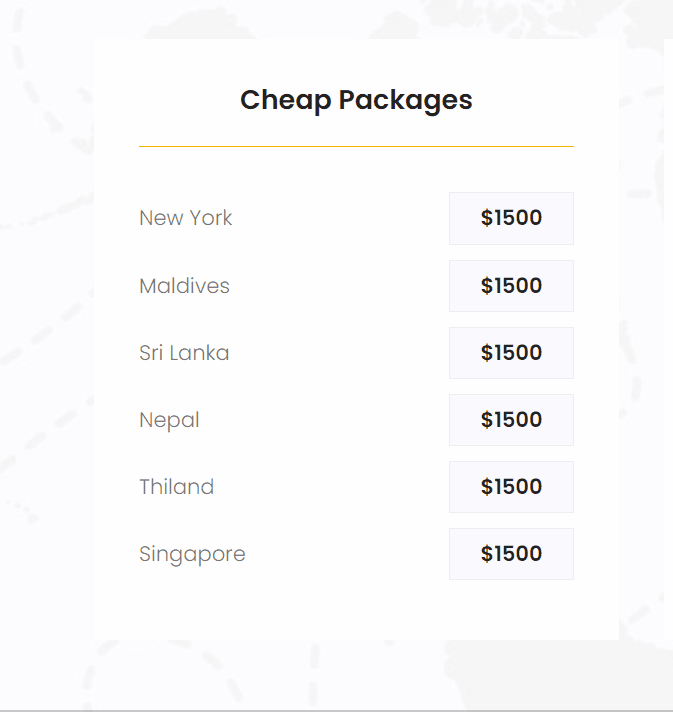 Cheap Packages
New York $1500
Maldives $1500
Sri Lanka $1500
Nepal $1500
Thiland $1500
Singapore $1500